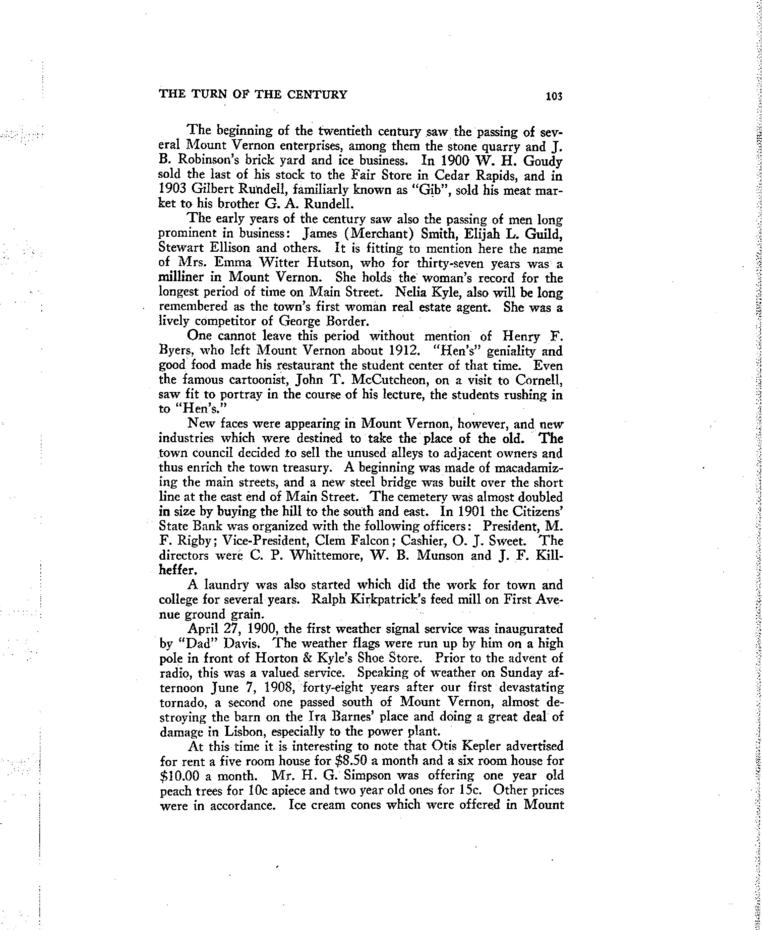 THE TURN OF THE CENTURY 103
The beginning of the twentieth century saw the passing of sev-
eral Mount Vernon enterprises, among them the stone quarry and J.
B. Robinson's brick yard and ice business. In 1900 W. H. Goudy
sold the last of his stock to the Fair Store in Cedar Rapids, and in
1903 Gilbert Rundell, familiarly known as "Gib", sold his meat mar-
ket to his brother G. A. Rundell.
The early years of the century saw also the passing of men long
prominent in business: James (Merchant) Smith, Elijah L. Guild,
Stewart Ellison and others. It is fitting to mention here the name
of Mrs. Emma Witter Hutson, who for thirty-seven years was a
milliner in Mount Vernon. She holds the woman's record for the
longest period of time on Main Street. Nelia Kyle, also will be long
remembered as the town's first woman real estate agent. She was a
lively competitor of George Border.
One cannot leave this period without mention of Henry F.
Byers, who left Mount Vernon about 1912. "Hen's" geniality and
good food made his restaurant the student center of that time. Even
the famous cartoonist, John T. McCutcheon, on a visit to Cornell,
saw fit to portray in the course of his lecture, the students rushing in
to "Hen's."
New faces were appearing in Mount Vernon, however, and new
industries which were destined to take the place of the old. The
town council decided to sell the unused alleys to adjacent owners and
thus enrich the town treasury. A beginning was made of macadamiz-
ing the main streets, and a new steel bridge was built over the short
line at the east end of Main Street. The cemetery was almost doubled
in size by buying the hill to the south and east. In 1901 the Citizens'
State Bank was organized with the following officers: President, M.
F. Rigby; Vice-President, Clem Falcon; Cashier, O. J. Sweet. The
directors were C. P. Whittemore, W. B. Munson and J. F. Kill-
heffer.
A laundry was also started which did the work for town and
college for several years. Ralph Kirkpatrick's feed mill on First Ave-
nue ground grain.
April 27, 1900, the first weather signal service was inaugurated
by "Dad" Davis. The weather flags were run up by him on a high
pole in front of Horton & Kyle's Shoe Store. Prior to the advent of
radio, this was a valued service. Speaking of weather on Sunday af-
ternoon June 7, 1908, forty-eight years after our first devastating
tornado, a second one passed south of Mount Vernon, almost de-
stroying the barn on the Ira Barnes' place and doing a great deal of
damage in Lisbon, especially to the power plant.
At this time it is interesting to note that Otis Kepler advertised
for rent a five room house for $8.50 a month and a six room house for
$10.00 a month. Mr. H. G. Simpson was offering one year old
peach trees for 10c apiece and two year old ones for 15c. Other prices
were in accordance. Ice cream cones which were offered in Mount